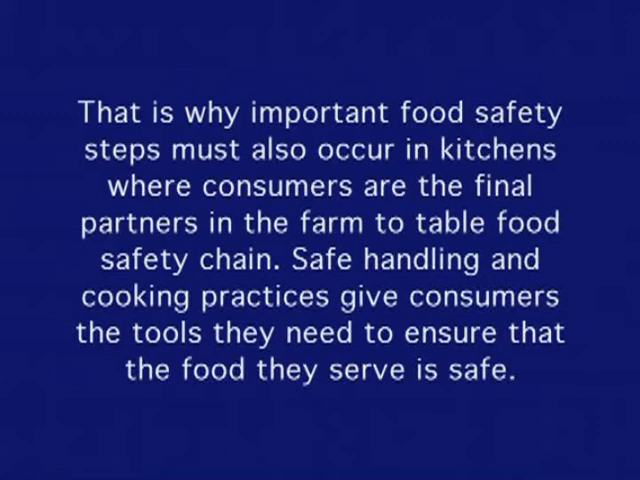 That is why important food safety
steps must also occur in kitchens
where consumers are the final
partners in the farm to table food
safety chain. Safe handling and
cooking practices give consumers
the tools they need to ensure that
the food they serve is safe.